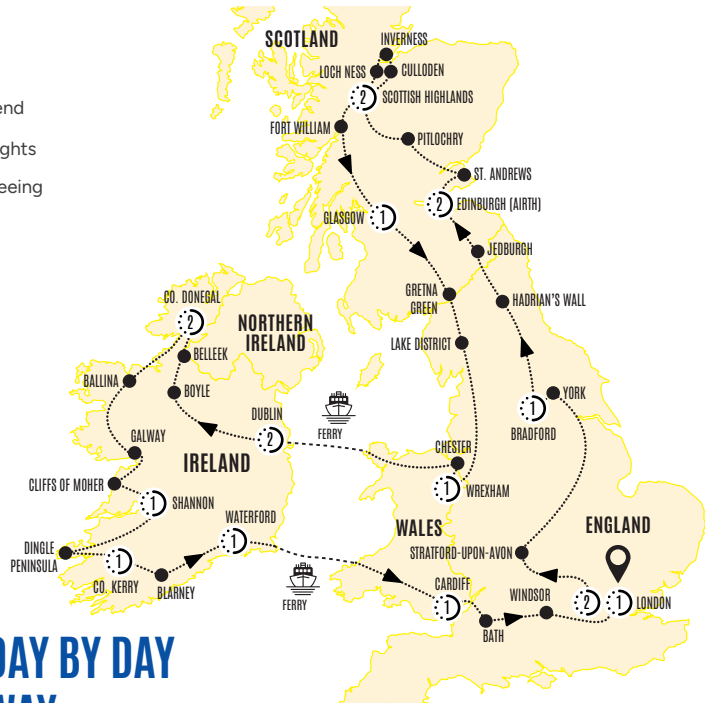 end
ghts
eeing
SCOTLAND
INVERNESS
LOCH NESS
CULLODEN
2
SCOTTISH HIGHLANDS
FORT WILLIAM
PITLOCHRY
ST. ANDREWS
2
EDINBURGH (AIRTH)
GLASGOW
1
JEDBURGH
GRETNA
GREEN
HADRIAN'S WALL
CO. DONEGAL
2
NORTHERN
IRELAND
LAKE DISTRICT
BELLEEK
BALLINA
BOYLE
YORK
DUBLIN
2
FERRY
1
BRADFORD
GALWAY
IRELAND
CHESTER
CLIFFS OF MOHER
1
SHANNON
1
WREXHAM
WATERFORD
1
WALES
ENGLAND
DINGLE
PENINSULA
STRATFORD-UPON-AVON
1
CO. KERRY
BLARNEY
FERRY
CARDIFF
1
WINDSOR
2
1
LONDON
BATH
DAY BY DAY
WAY